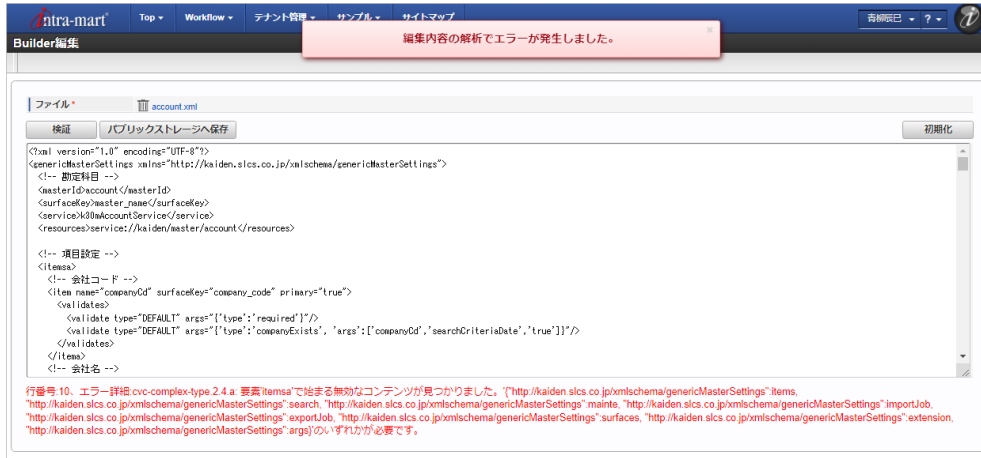 intra-mart Top Workflow テナント管理 サンプル サイトマップ 青柳辰巳 ?
Builder編集
編集内容の解析でエラーが発生しました。 ×
ファイル* account.xml
検証 パブリックストレージへ保存 初期化
<?xml version="1.0" encoding="UTF-8"?>
<genericMasterSettings xmlns="http://kaiden.slcs.co.jp/xmlschema/genericMasterSettings">
<!-- 勘定科目 -->
<masterId>account</masterId>
<surfaceKey>master_name</surfaceKey>
<service>k30mAccountService</service>
<resources>service://kaiden/master/account</resources>
<!-- 項目設定 -->
<itemsa>
<!-- 会社コード -->
<item name="companyCd" surfaceKey="company_code" primary="true">
<validates>
<validate type="DEFAULT" args="{'type':'required'}"/>
<validate type="DEFAULT" args="{'type':'companyExists', 'args':['companyCd','searchCriteriaDate','true']}"/>
</validates>
</item>
<!-- 会社名 -->
行番号:10、エラー詳細:cvc-complex-type.2.4.a: 要素'itemsa'で始まる無効なコンテンツが見つかりました。'{"http://kaiden.slcs.co.jp/xmlschema/genericMasterSettings":items,
"http://kaiden.slcs.co.jp/xmlschema/genericMasterSettings":search, "http://kaiden.slcs.co.jp/xmlschema/genericMasterSettings":mainte, "http://kaiden.slcs.co.jp/xmlschema/genericMasterSettings":importJob,
"http://kaiden.slcs.co.jp/xmlschema/genericMasterSettings":exportJob, "http://kaiden.slcs.co.jp/xmlschema/genericMasterSettings":surfaces, "http://kaiden.slcs.co.jp/xmlschema/genericMasterSettings":extension,
"http://kaiden.slcs.co.jp/xmlschema/genericMasterSettings":args}'のいずれかが必要です。